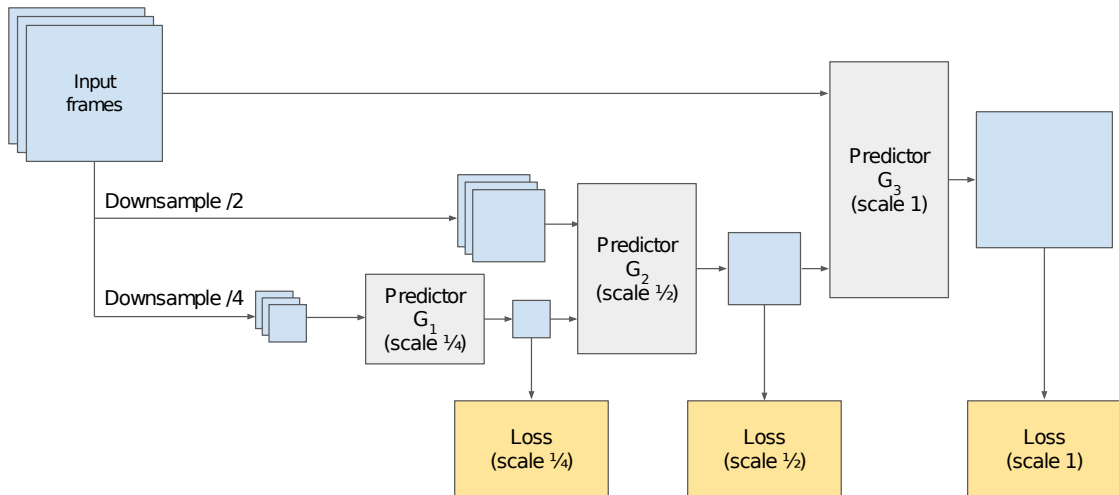 Input
frames
Downsample /2
Downsample /4
Predictor
G1
(scale ¼)
Predictor
G2
(scale ½)
Predictor
G3
(scale 1)
Loss
(scale ¼)
Loss
(scale ½)
Loss
(scale 1)